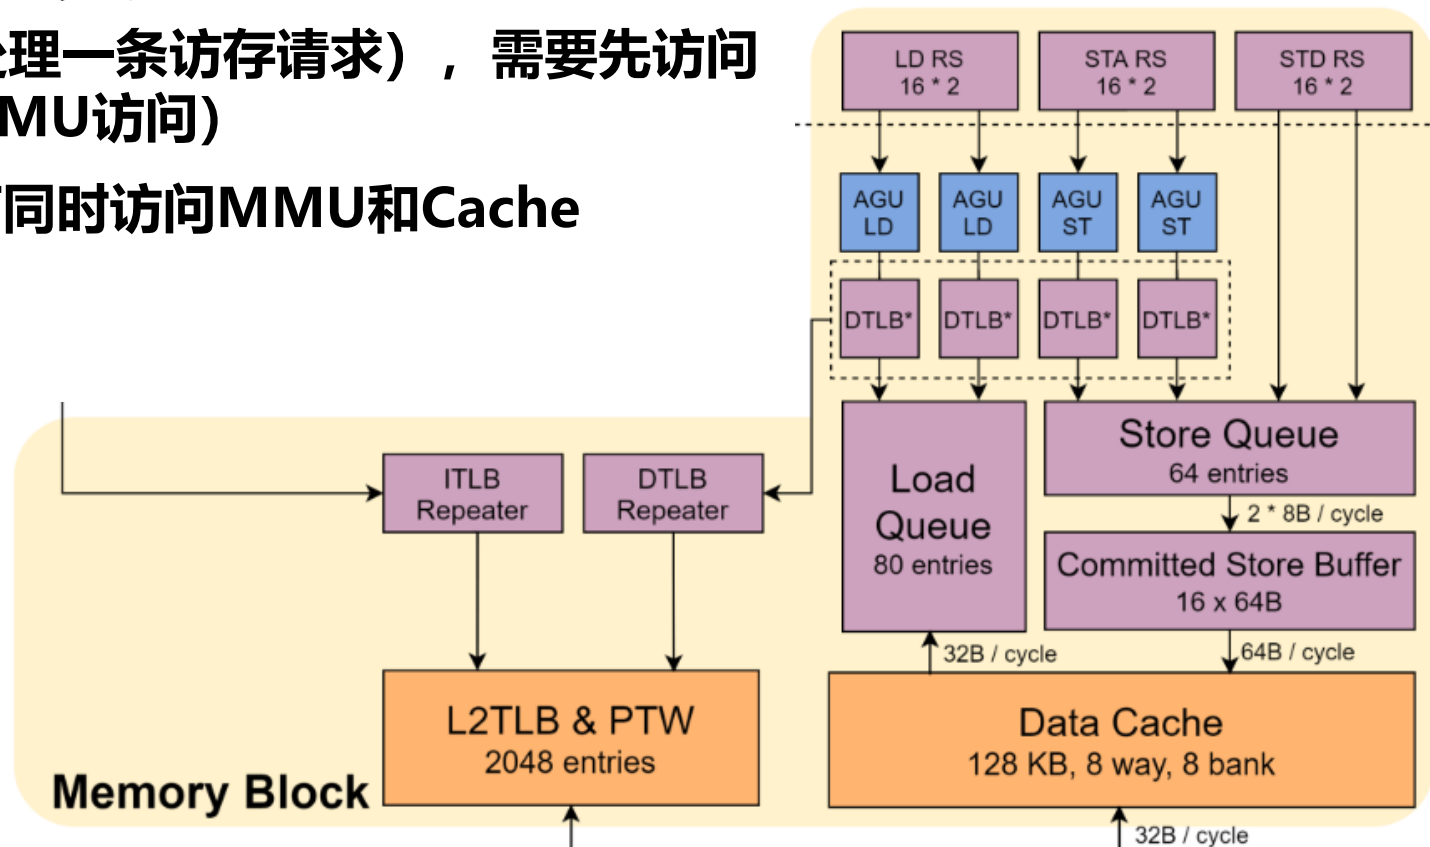 处理一条访存请求），需要先访问
MU访问）
同时访问MMU和Cache
LD RS
16 * 2
STA RS
16 * 2
STD RS
16 * 2
AGU
LD
AGU
LD
AGU
ST
AGU
ST
DTLB*
DTLB*
DTLB*
DTLB*
ITLB
Repeater
DTLB
Repeater
Load
Queue
80 entries
Store Queue
64 entries
2 * 8B / cycle
Committed Store Buffer
16 x 64B
32B / cycle
64B / cycle
L2TLB & PTW
2048 entries
Data Cache
128 KB, 8 way, 8 bank
Memory Block
32B / cycle